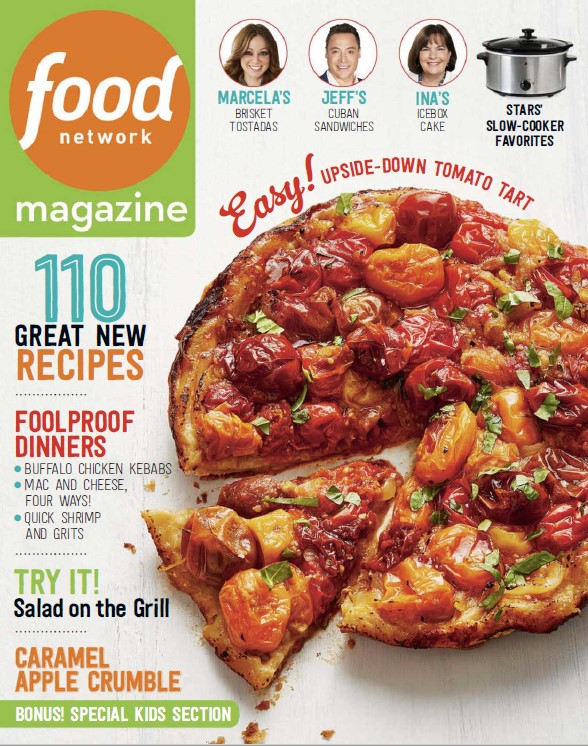 food
network
magazine
MARCELA'S
BRISKET
TOSTADAS
JEFF'S
CUBAN
SANDWICHES
INA'S
ICEBOX
CAKE
STARS'
SLOW-COOKER
FAVORITES
Easy! UPSIDE-DOWN TOMATO TART
110
GREAT NEW
RECIPES
FOOLPROOF
DINNERS
• BUFFALO CHICKEN KEBABS
• MAC AND CHEESE,
FOUR WAYS!
• QUICK SHRIMP
AND GRITS
TRY IT!
Salad on the Grill
CARAMEL
APPLE CRUMBLE
BONUS! SPECIAL KIDS SECTION